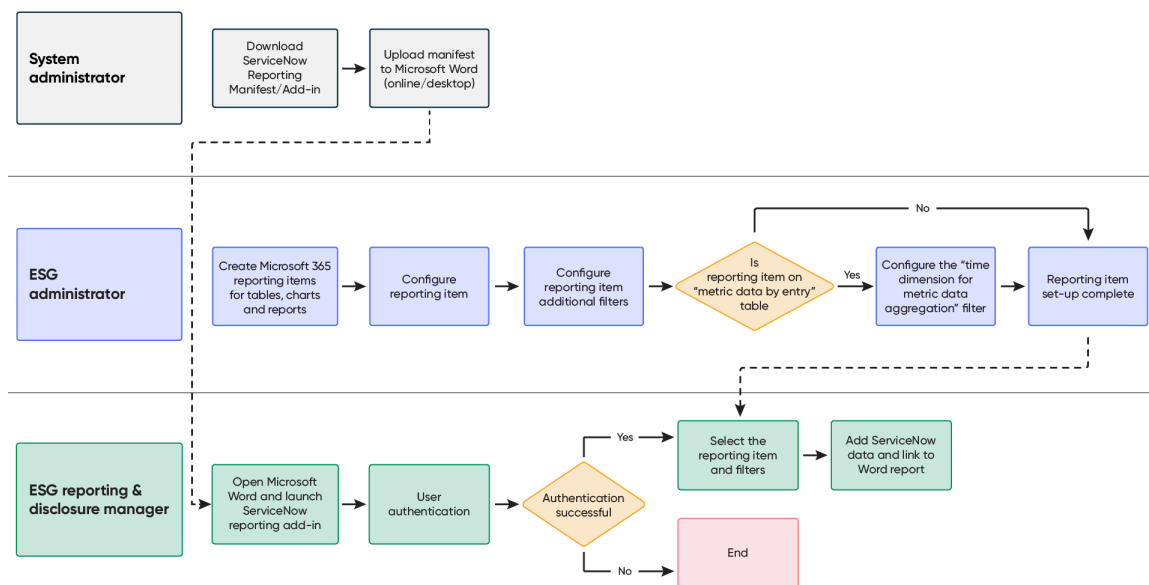 System
administrator
Download
ServiceNow
Reporting
Manifest/Add-in
Upload manifest
to Microsoft Word
(online/desktop)
ESG
administrator
Create Microsoft 365
reporting items
for tables, charts
and reports
Configure
reporting item
Configure
reporting item
additional filters
Is
reporting item on
“metric data by entry”
table
No
Yes
Configure the “time
dimension for
metric data
aggregation” filter
Reporting item
set-up complete
ESG reporting &
disclosure manager
Open Microsoft
Word and launch
ServiceNow
reporting add-in
User
authentication
Authentication
successful
Yes
Select the
reporting item
and filters
Add ServiceNow
data and link to
Word report
No
End